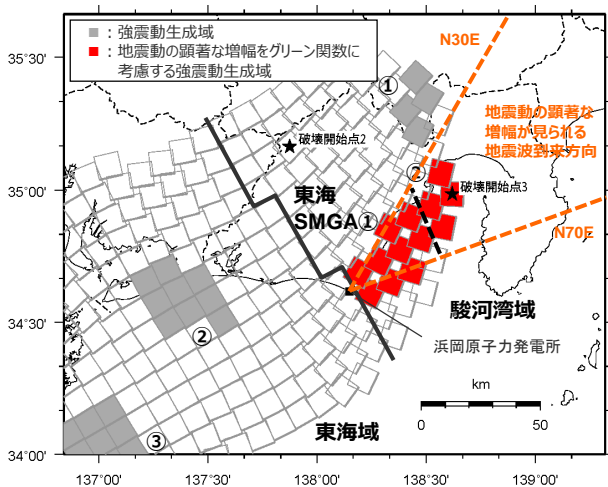 ■：強震動生成域
■：地震動の顕著な増幅をグリーン関数に
考慮する強震動生成域
N30E
地震動の顕著な
増幅が見られる
地震波到来方向
①
破壊開始点2
②
破壊開始点3
東海
SMGA①
N70E
駿河湾域
浜岡原子力発電所
②
km
0 50
東海域
③
35°30'
35°00'
34°30'
34°00'
137°00' 137°30' 138°00' 138°30' 139°00'